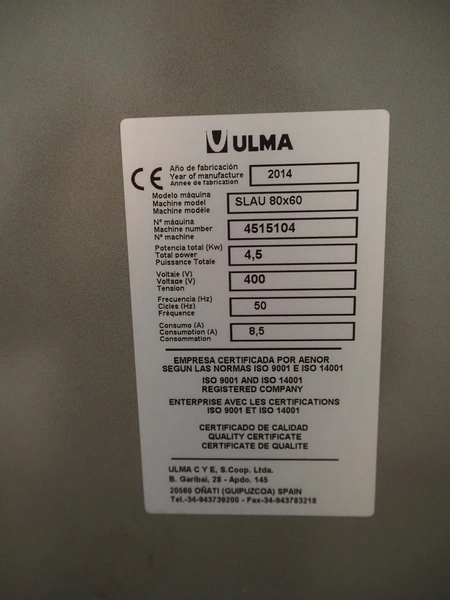 ULMA
CE
Año de fabricación
Year of manufacture
Annee de fabrication
2014
Modelo máquina
Machine model
Machine modèle
SLAU 80x60
Nº máquina
Machine number
Nº machine
4515104
Potencia total (Kw)
Total power
Puissance Totale
4,5
Voltaje (V)
Voltage (V)
Tension
400
Frecuencia (Hz)
Cicles (Hz)
Fréquence
50
Consumo (A)
Consumption (A)
Consommation
8,5
EMPRESA CERTIFICADA POR AENOR
SEGUN LAS NORMAS ISO 9001 E ISO 14001
ISO 9001 AND ISO 14001
REGISTERED COMPANY
ENTERPRISE AVEC LES CERTIFICATIONS
ISO 9001 ET ISO 14001
CERTIFICADO DE CALIDAD
QUALITY CERTIFICATE
CERTIFICATE DE QUALITE
ULMA C Y E, S.Coop. Ltda.
B. Garibai, 28 - Apdo. 145
20560 OÑATI (GUIPUZCOA) SPAIN
Tel.-34-943739200 - Fax-34-943783218